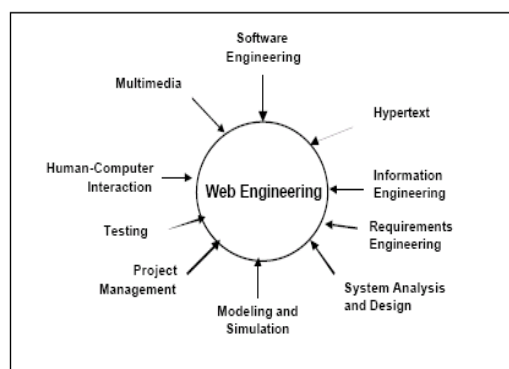 Software
Engineering
Multimedia
Hypertext
Human-Computer
Interaction
Web Engineering
Information
Engineering
Testing
Requirements
Engineering
Project
Management
System Analysis
and Design
Modeling and
Simulation